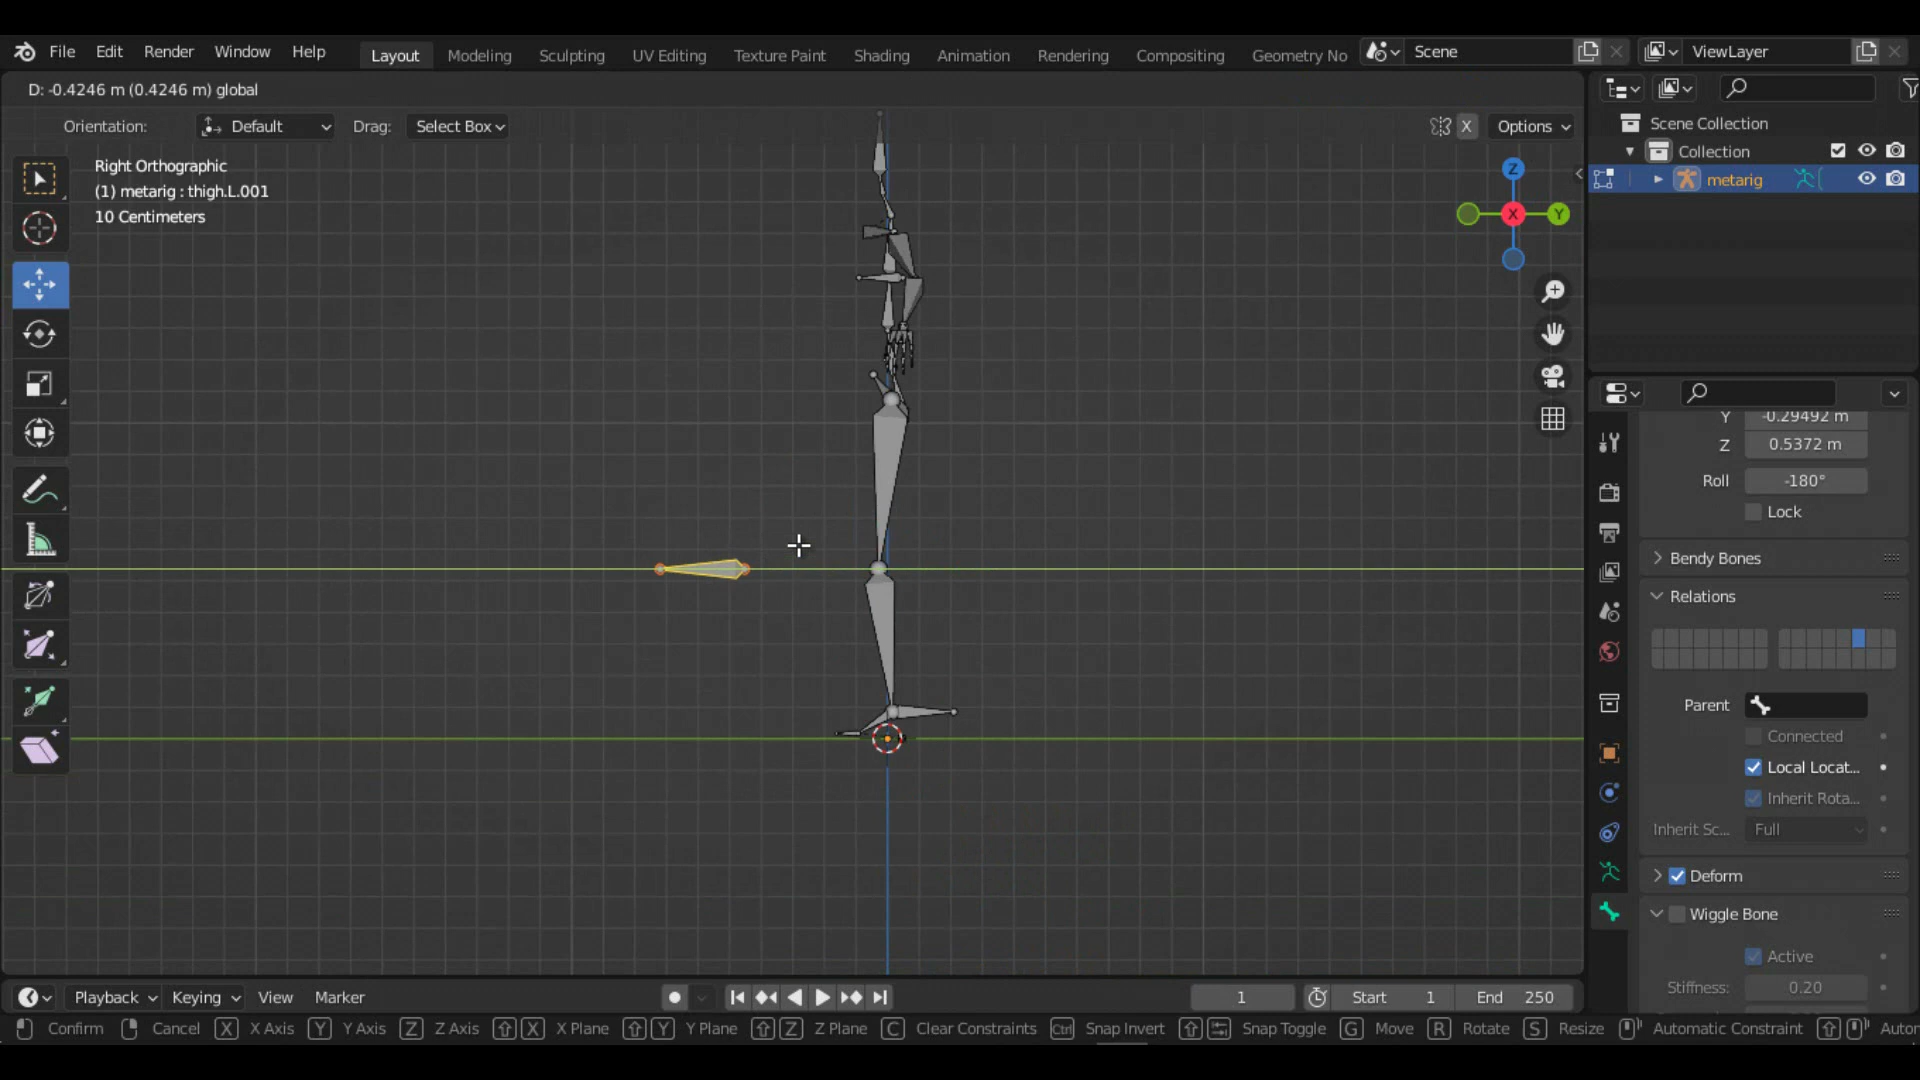 File Edit Render Window Help Layout Modeling Sculpting UV Editing Texture Paint Shading Animation Rendering Compositing Geometry No Scene ViewLayer
D: -0.4246 m (0.4246 m) global
Orientation: Default Drag: Select Box X Options
Right Orthographic
(1) metarig : thigh.L.001
10 Centimeters
Z
X
Y
Scene Collection
Collection
metarig
Y -0.29492 m
Z 0.5372 m
Roll -180°
Lock
Bendy Bones
Relations
Parent
Connected
Local Locat...
Inherit Rota...
Inherit Sc... Full
Deform
Wiggle Bone
Active
Stiffness: 0.20
Playback Keying View Marker 1 Start 1 End 250
Confirm Cancel X X Axis Y Y Axis Z Z Axis X X Plane Y Y Plane Z Z Plane C Clear Constraints Ctrl Snap Invert Snap Toggle G Move R Rotate S Resize Automatic Constraint Auto